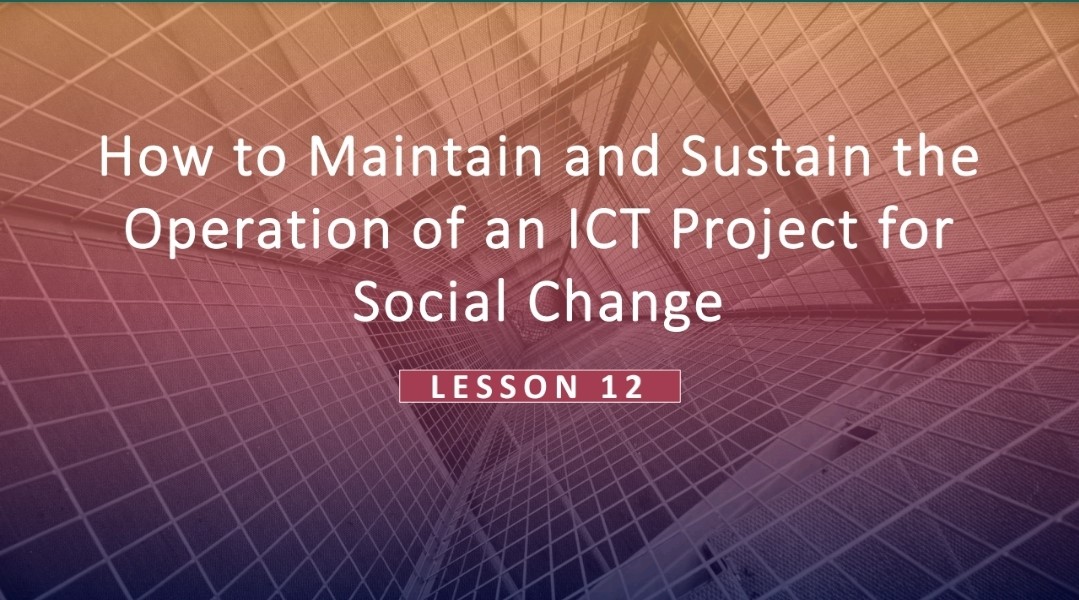 How to Maintain and Sustain the
Operation of an ICT Project for
Social Change
LESSON 12